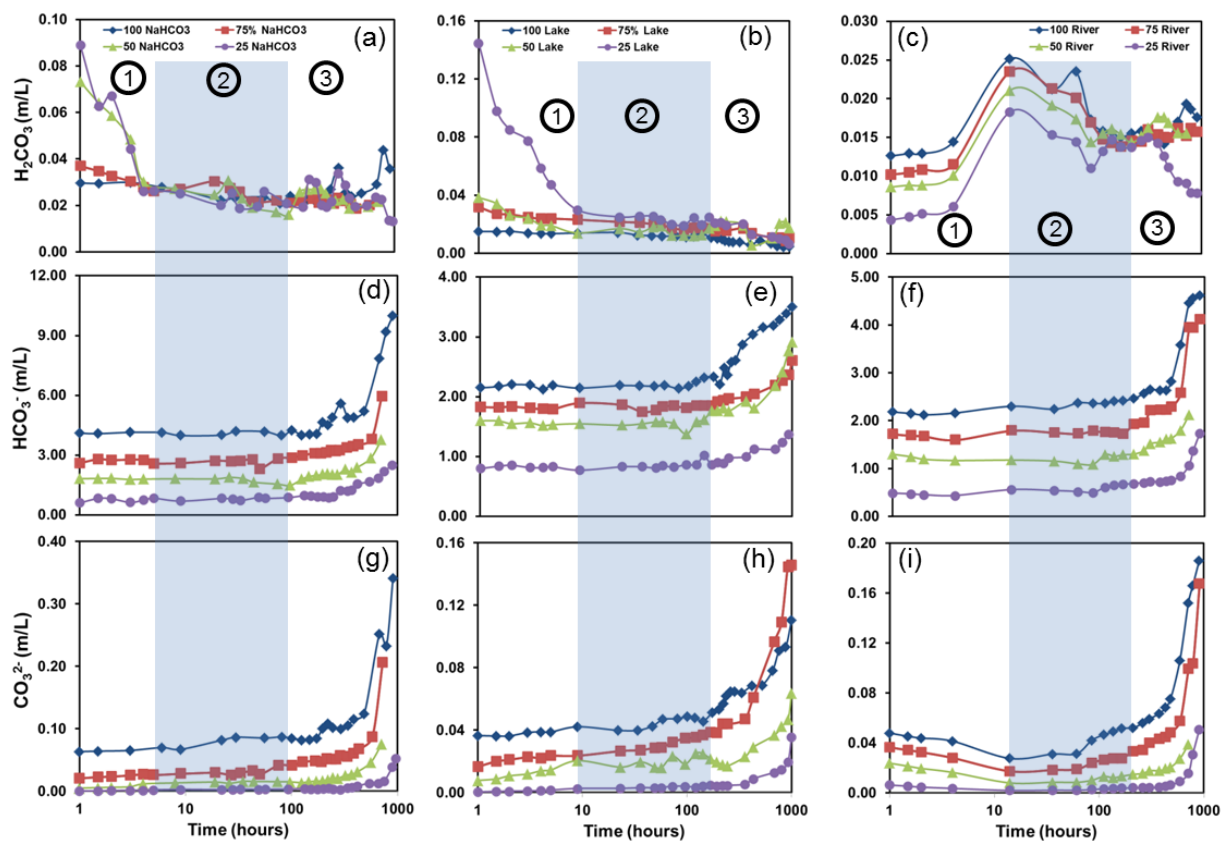 100 NaHCO3 75% NaHCO3
50 NaHCO3 25 NaHCO3
(a)
1 2 3
H2CO3 (m/L)
0.12
0.10
0.08
0.06
0.04
0.02
0.00
0.16
0.12
0.08
0.04
0.00
100 Lake 75% Lake
50 Lake 25 Lake
(b)
1 2 3
0.030
0.025
0.020
0.015
0.010
0.005
0.000
100 River 75 River
50 River 25 River
(c)
1 2 3
HCO3- (m/L)
12.00
9.00
6.00
3.00
0.00
(d)
4.00
3.00
2.00
1.00
0.00
(e)
5.00
4.00
3.00
2.00
1.00
0.00
(f)
CO32- (m/L)
0.40
0.30
0.20
0.10
0.00
(g)
1 10 100 1000
Time (hours)
0.16
0.12
0.08
0.04
0.00
(h)
1 10 100 1000
Time (hours)
0.20
0.16
0.12
0.08
0.04
0.00
(i)
1 10 100 1000
Time (hours)